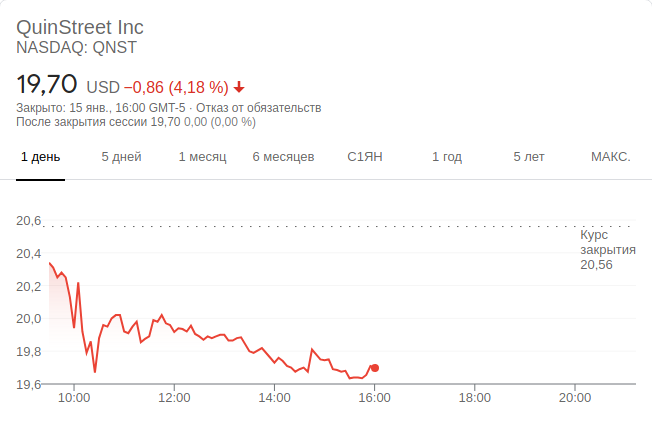 QuinStreet Inc
NASDAQ: QNST
19,70 USD −0,86 (4,18 %)
Закрыто: 15 янв., 16:00 GMT-5 · Отказ от обязательств
После закрытия сессии 19,70 0,00 (0,00 %)
1 день 5 дней 1 месяц 6 месяцев С1ЯН 1 год 5 лет МАКС.
20,6
Курс
закрытия
20,56
20,4
20,2
20,0
19,8
19,6
10:00 12:00 14:00 16:00 18:00 20:00